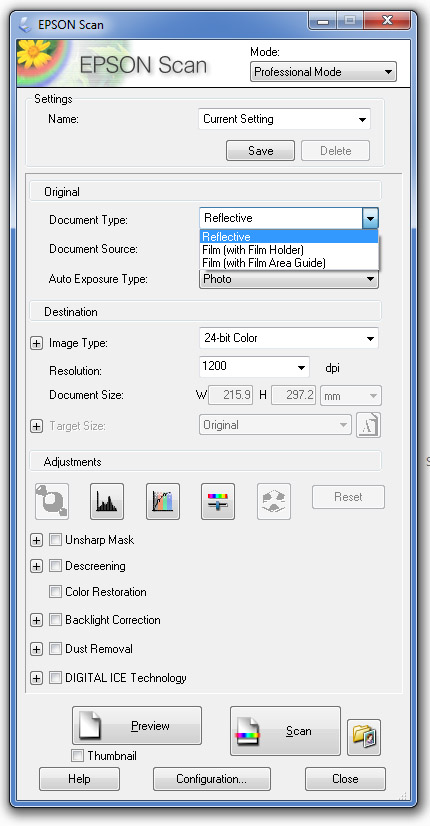 EPSON Scan
EPSON Scan
Mode:
Professional Mode
Settings
Name: Current Setting
Save Delete
Original
Document Type: Reflective
Reflective
Document Source: Film (with Film Holder)
Film (with Film Area Guide)
Auto Exposure Type: Photo
Destination
Image Type: 24-bit Color
Resolution: 1200 dpi
Document Size: W 215.9 H 297.2 mm
Target Size: Original
Adjustments
Reset
Unsharp Mask
Descreening
Color Restoration
Backlight Correction
Dust Removal
DIGITAL ICE Technology
Preview Scan
Thumbnail
Help Configuration... Close